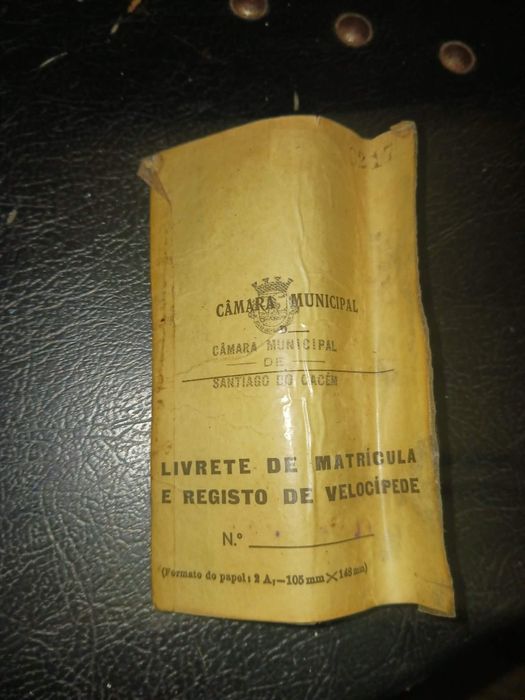 CÂMARA MUNICIPAL
D
CÂMARA MUNICIPAL
DE
SANTIAGO DO CACÉM
LIVRETE DE MATRÍCULA
E REGISTO DE VELOCÍPEDE
N.º
(Formato do papel: 2 A,—105 mm × 148 mm)